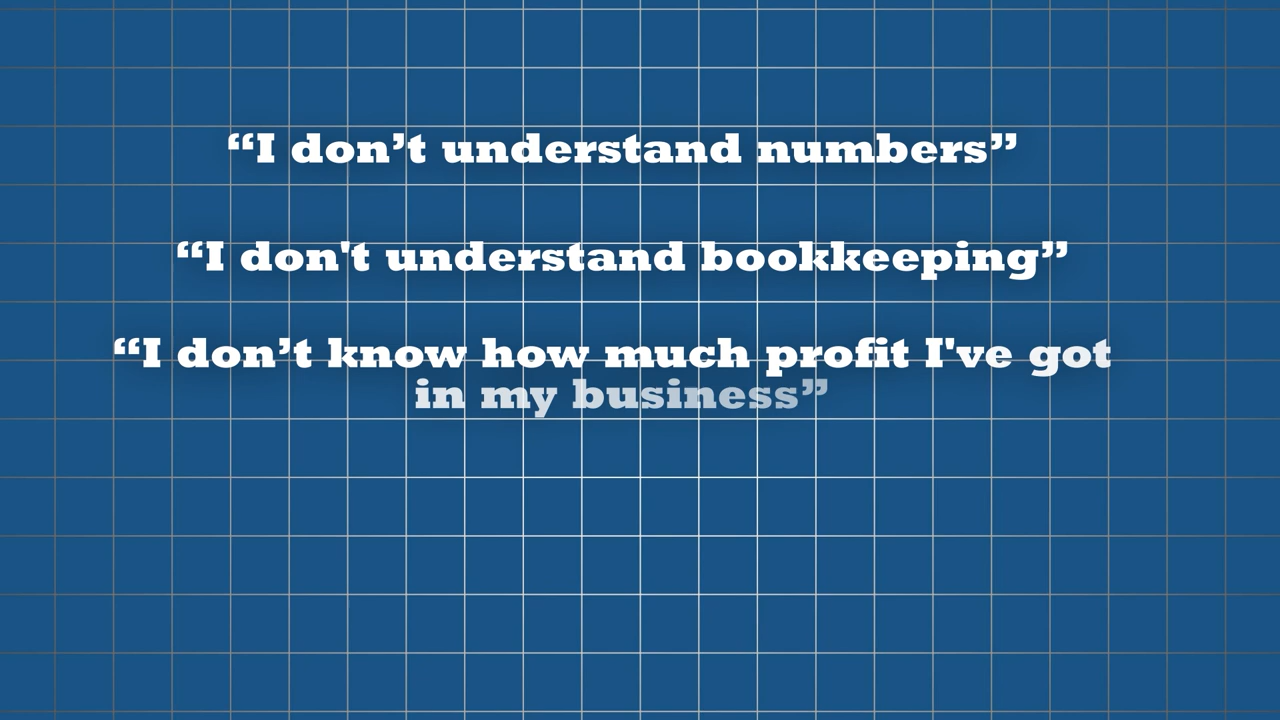 “I don’t understand numbers”
“I don't understand bookkeeping”
“I don’t know how much profit I've got
in my business”